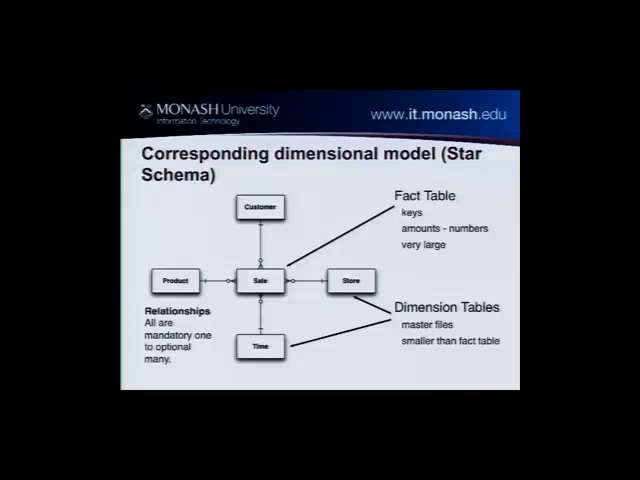 MONASH University
Information Technology
www.it.monash.edu
Corresponding dimensional model (Star
Schema)
Fact Table
keys
amounts - numbers
very large
Customer
Product
Sale
Store
Relationships
All are
mandatory one
to optional
many.
Dimension Tables
master files
smaller than fact table
Time